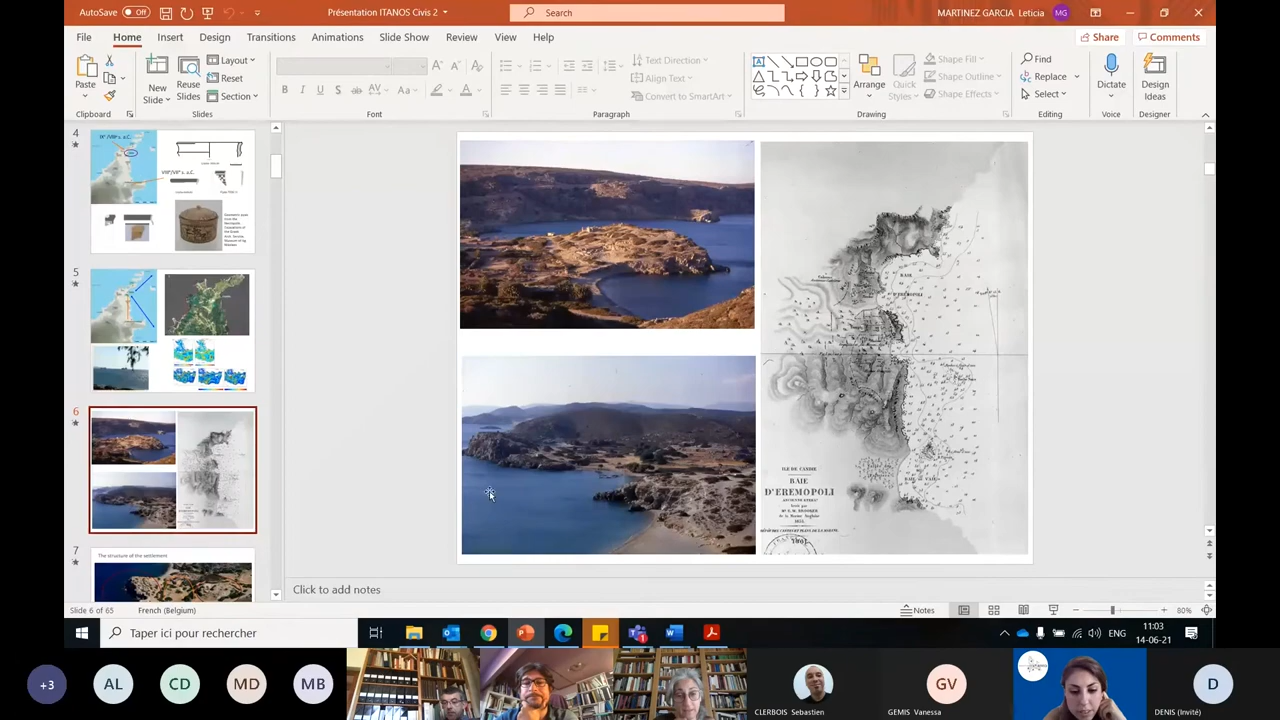 AutoSave Off
Présentation ITANOS Civis 2
Search
MARTINEZ GARCIA Leticia
MG
File Home Insert Design Transitions Animations Slide Show Recording Review View Help
Share
Comments
Paste
New Slide
Reuse Slides
Layout
Reset
Section
Text Direction
Align Text
Convert to SmartArt
Arrange
Quick Styles
Shape Fill
Shape Outline
Shape Effects
Find
Replace
Select
Dictate
Design Ideas
Clipboard
Slides
Font
Paragraph
Drawing
Editing
Voice
Designer
4
5
6
7
The structure of the settlement
ILE DE CANDIE
BAIE
D'EREMOPOLI
1801
Click to add notes
Slide 6 of 65
French (Belgium)
Notes
80%
Taper ici pour rechercher
ENG
11:03
14-06-21
+3
AL
CD
MD
MB
CLERBOIS Sebastien
GV
GEMIS Vanessa
D
DENIS (Invité)